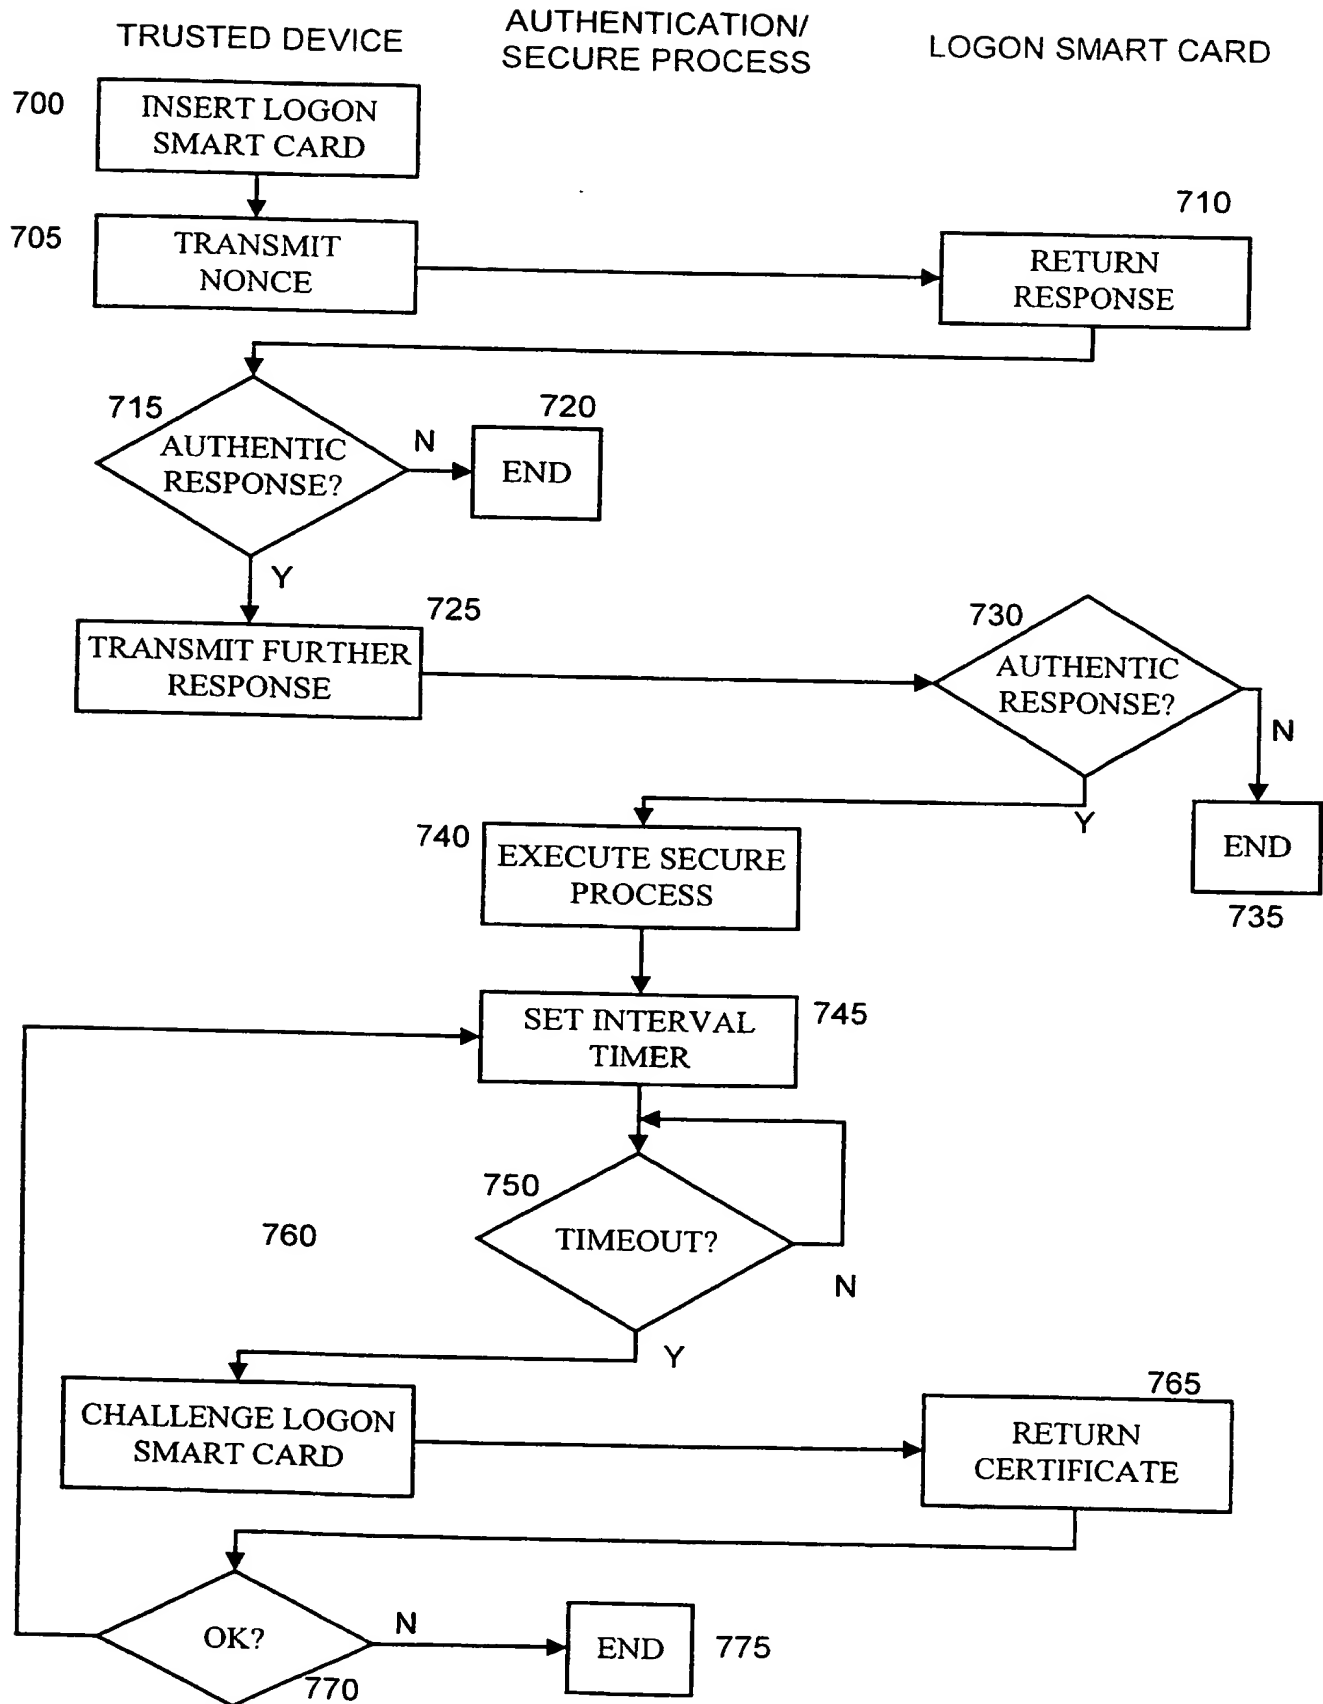 TRUSTED DEVICE
AUTHENTICATION/
SECURE PROCESS
LOGON SMART CARD
700
INSERT LOGON
SMART CARD
705
TRANSMIT
NONCE
710
RETURN
RESPONSE
715
AUTHENTIC
RESPONSE?
N
720
END
Y
725
TRANSMIT FURTHER
RESPONSE
730
AUTHENTIC
RESPONSE?
N
Y
END
735
740
EXECUTE SECURE
PROCESS
SET INTERVAL
TIMER
745
750
TIMEOUT?
N
760
Y
CHALLENGE LOGON
SMART CARD
765
RETURN
CERTIFICATE
OK?
770
N
END
775